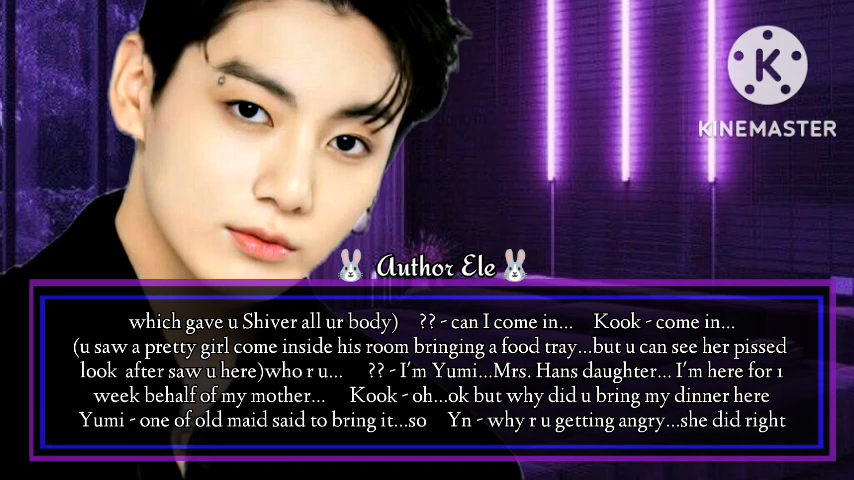 K
KINEMASTER
Author Ele
which gave u Shiver all ur body) ?? - can I come in... Kook - come in...
(u saw a pretty girl come inside his room bringing a food tray...but u can see her pissed
look after saw u here)who r u... ?? - I'm Yumi...Mrs. Hans daughter... I'm here for 1
week behalf of my mother... Kook - oh...ok but why did u bring my dinner here
Yumi - one of old maid said to bring it...so Yn - why r u getting angry...she did right